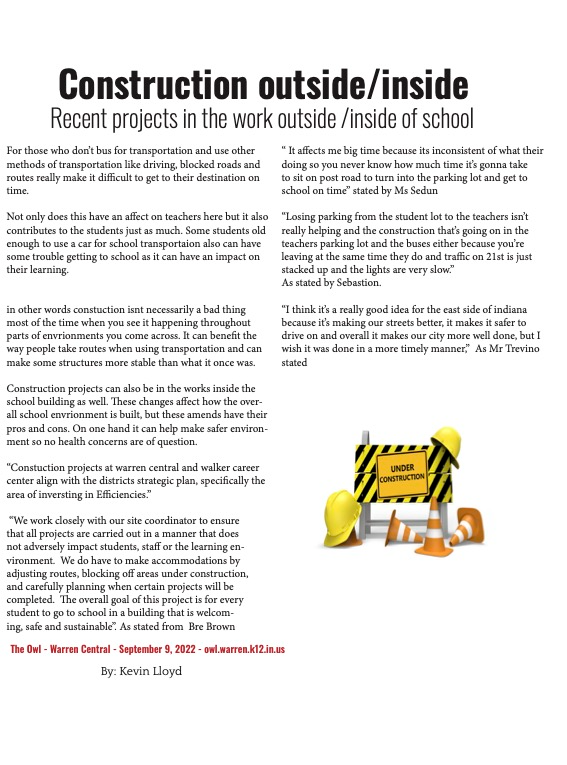 Construction outside/inside
Recent projects in the work outside /inside of school
For those who don't bus for transportation and use other
methods of transportation like driving, blocked roads and
routes really make it difficult to get to their destination on
time.
Not only does this have an affect on teachers here but it also
contributes to the students just as much. Some students old
enough to use a car for school transportaion also can have
some trouble getting to school as it can have an impact on
their learning.
in other words constuction isnt necessarily a bad thing
most of the time when you see it happening throughout
parts of envrionments you come across. It can benefit the
way people take routes when using transportation and can
make some structures more stable than what it once was.
Construction projects can also be in the works inside the
school building as well. These changes affect how the over-
all school envrionment is built, but these amends have their
pros and cons. On one hand it can help make safer environ-
ment so no health concerns are of question.
"Constuction projects at warren central and walker career
center align with the districts strategic plan, specifically the
area of inversting in Efficiencies."
"We work closely with our site coordinator to ensure
that all projects are carried out in a manner that does
not adversely impact students, staff or the learning en-
vironment. We do have to make accommodations by
adjusting routes, blocking off areas under construction,
and carefully planning when certain projects will be
completed. The overall goal of this project is for every
student to go to school in a building that is welcom-
ing, safe and sustainable". As stated from Bre Brown
" It affects me big time because its inconsistent of what their
doing so you never know how much time it's gonna take
to sit on post road to turn into the parking lot and get to
school on time" stated by Ms Sedun
"Losing parking from the student lot to the teachers isn't
really helping and the construction that's going on in the
teachers parking lot and the buses either because you're
leaving at the same time they do and traffic on 21st is just
stacked up and the lights are very slow."
As stated by Sebastion.
"I think it's a really good idea for the east side of indiana
because it's making our streets better, it makes it safer to
drive on and overall it makes our city more well done, but I
wish it was done in a more timely manner," As Mr Trevino
stated
UNDER
CONSTRUCTION
The Owl - Warren Central - September 9, 2022 - owl.warren.k12.in.us
By: Kevin Lloyd